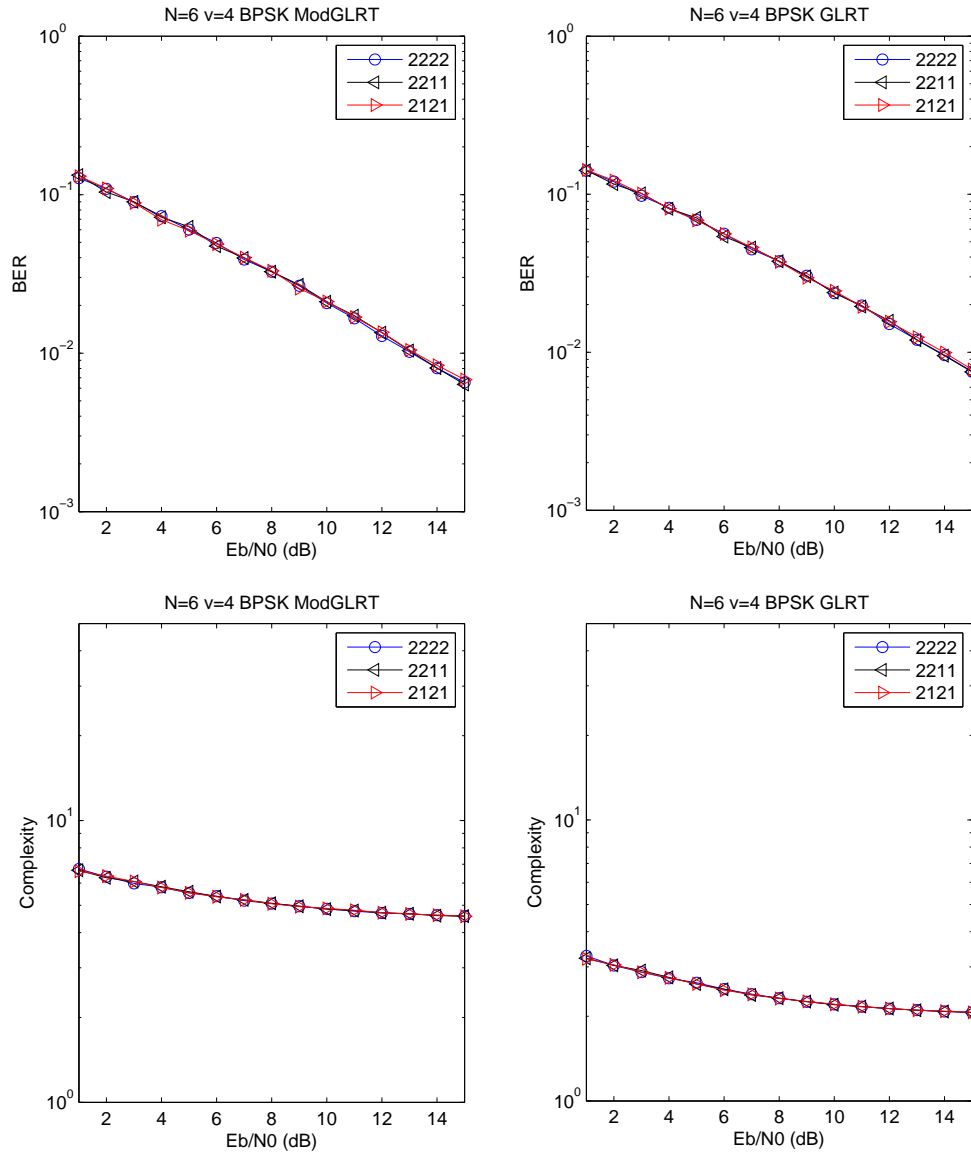 N=6 v=4 BPSK ModGLRT
10^0
10^−1
10^−2
10^−3
BER
2222
2211
2121
2 4 6 8 10 12 14
Eb/N0 (dB)
N=6 v=4 BPSK GLRT
10^0
10^−1
10^−2
10^−3
BER
2222
2211
2121
2 4 6 8 10 12 14
Eb/N0 (dB)
N=6 v=4 BPSK ModGLRT
10^1
10^0
Complexity
2222
2211
2121
2 4 6 8 10 12 14
Eb/N0 (dB)
N=6 v=4 BPSK GLRT
10^1
10^0
Complexity
2222
2211
2121
2 4 6 8 10 12 14
Eb/N0 (dB)